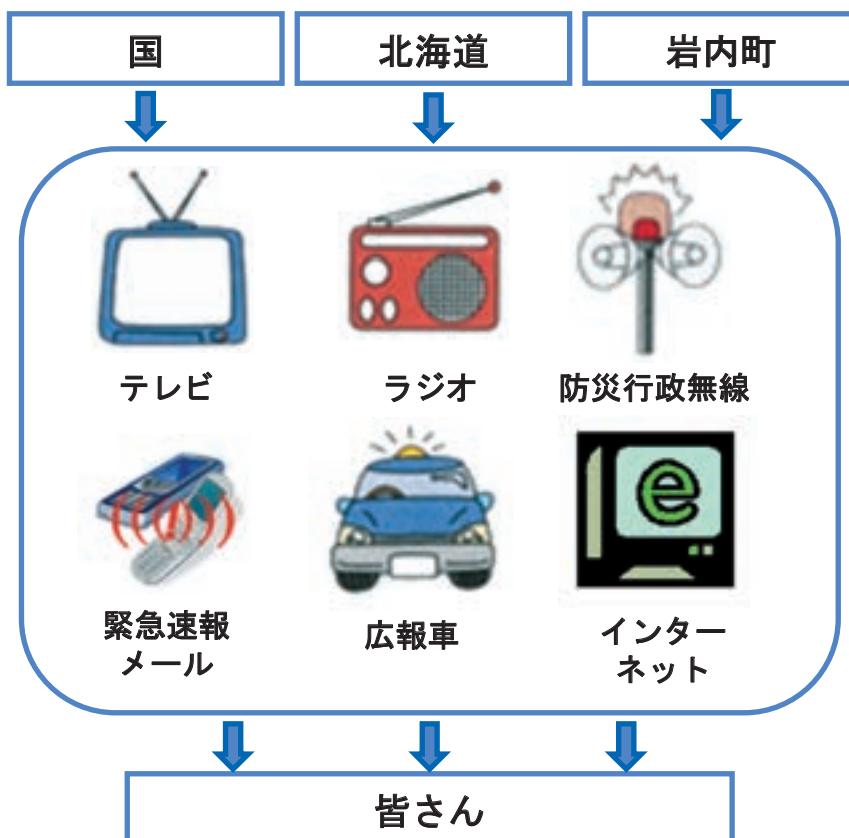 国
北海道
岩内町
テレビ
ラジオ
防災行政無線
緊急速報
メール
広報車
インター
ネット
e
皆さん